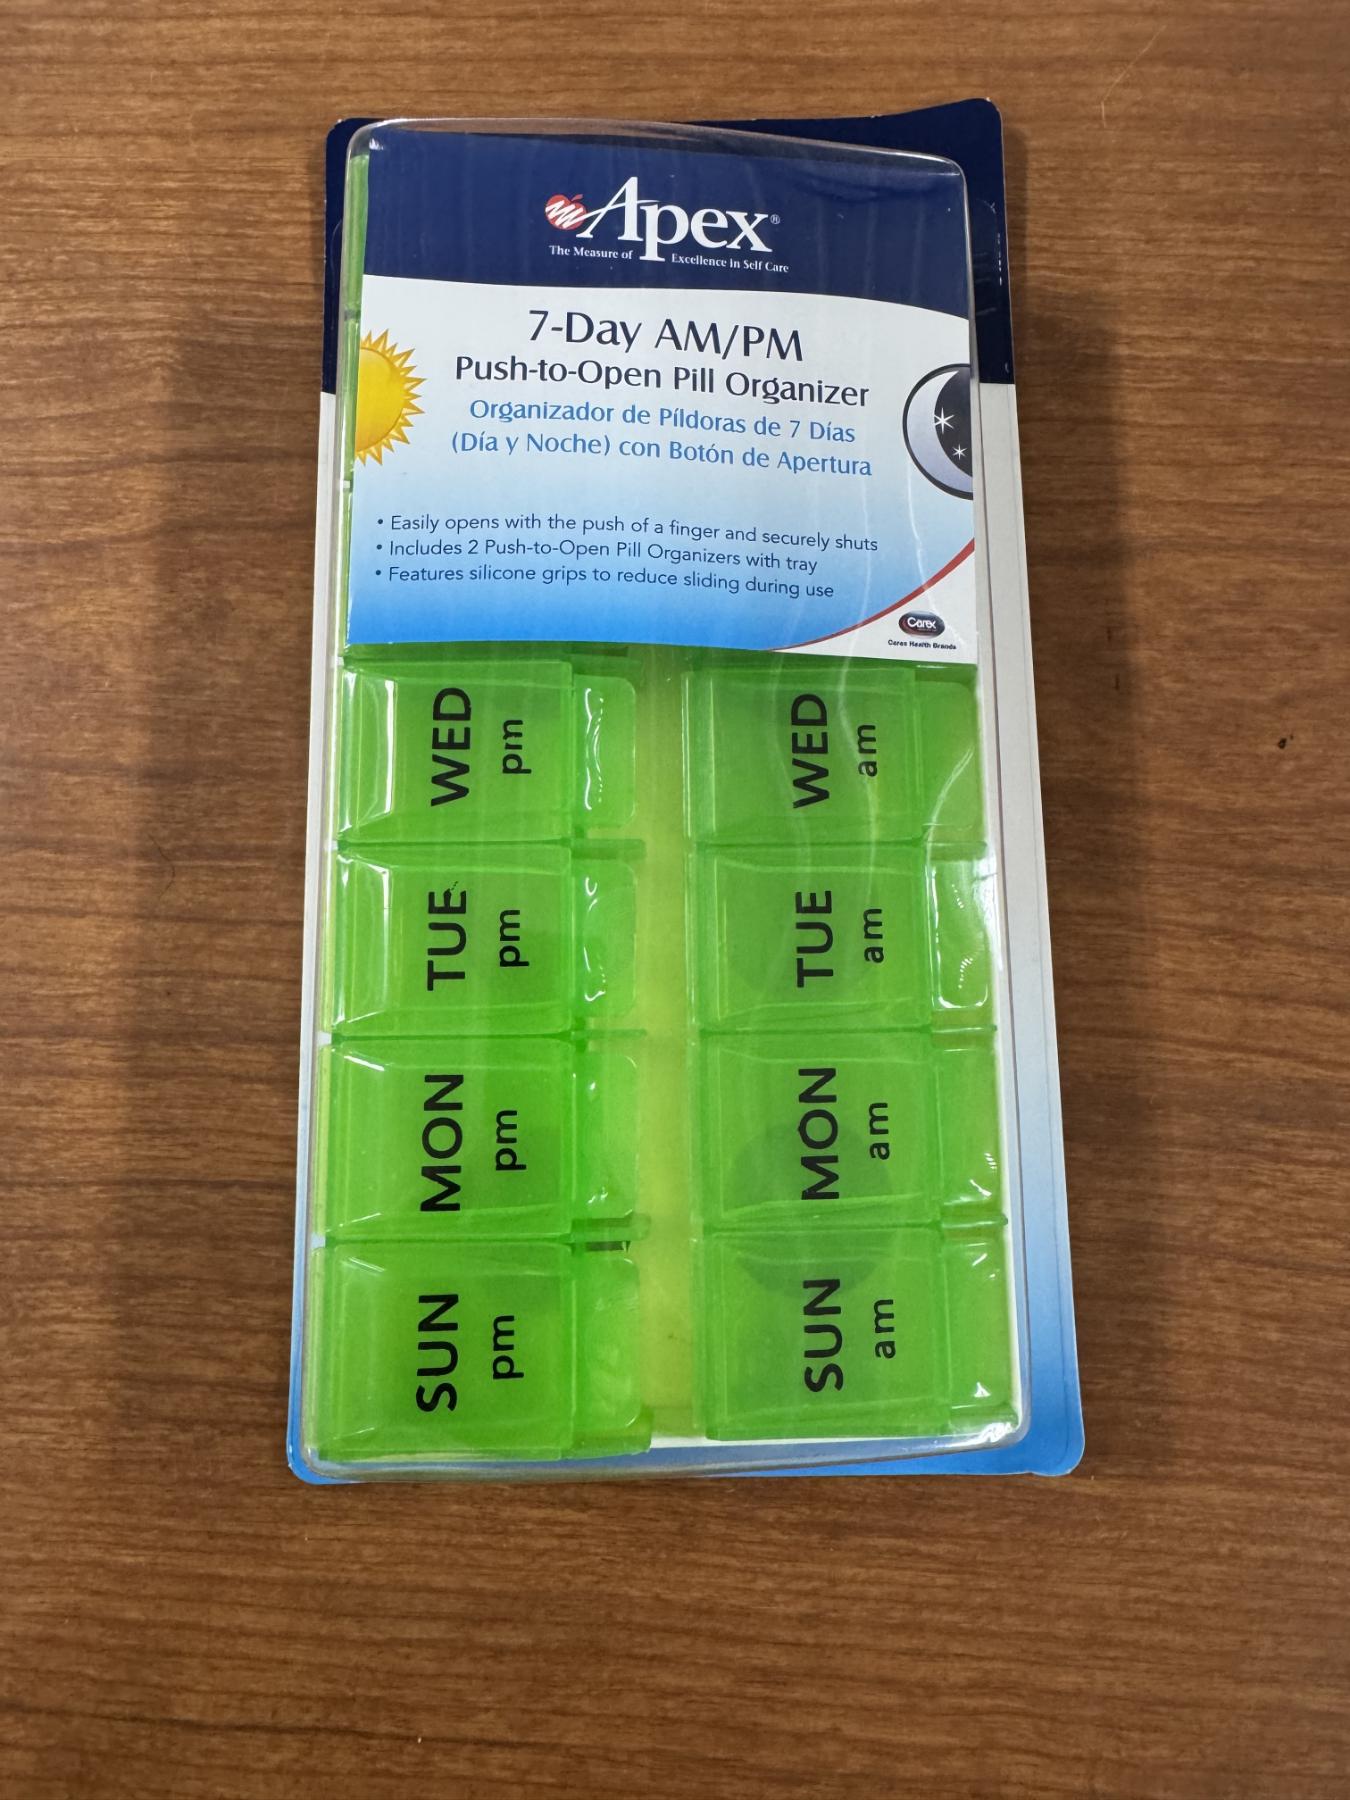 Apex®
The Measure of Excellence in Self Care
7-Day AM/PM
Push-to-Open Pill Organizer
Organizador de Píldoras de 7 Días
(Día y Noche) con Botón de Apertura
• Easily opens with the push of a finger and securely shuts
• Includes 2 Push-to-Open Pill Organizers with tray
• Features silicone grips to reduce sliding during use
Carex
Carex Health Brands
WED
pm
WED
am
TUE
pm
TUE
am
MON
pm
MON
am
SUN
pm
SUN
am